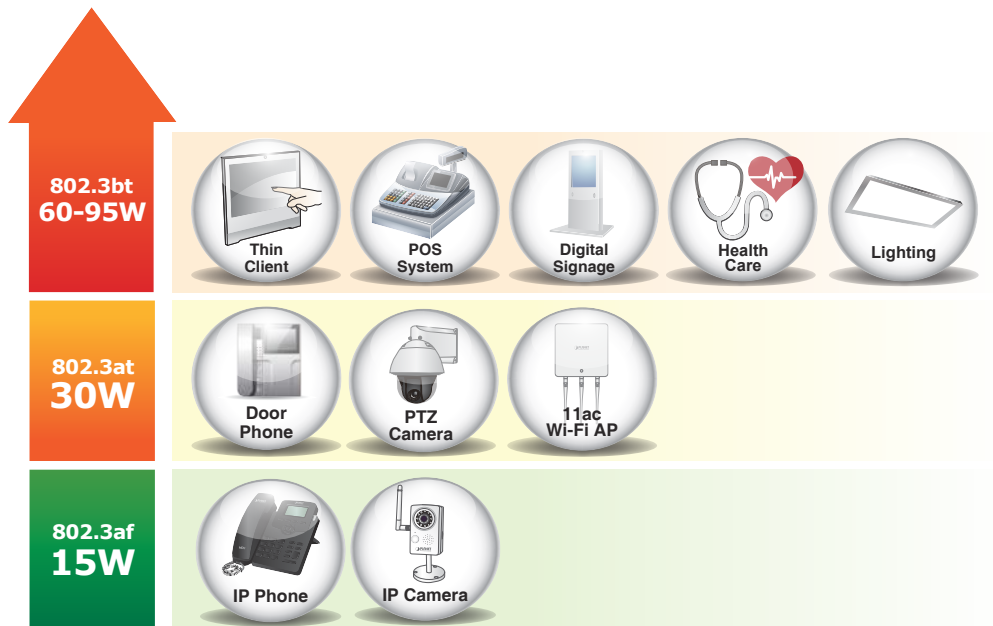 802.3bt
60-95W
Thin
Client
POS
System
Digital
Signage
Health
Care
Lighting
802.3at
30W
Door
Phone
PTZ
Camera
11ac
Wi-Fi AP
802.3af
15W
IP Phone
IP Camera